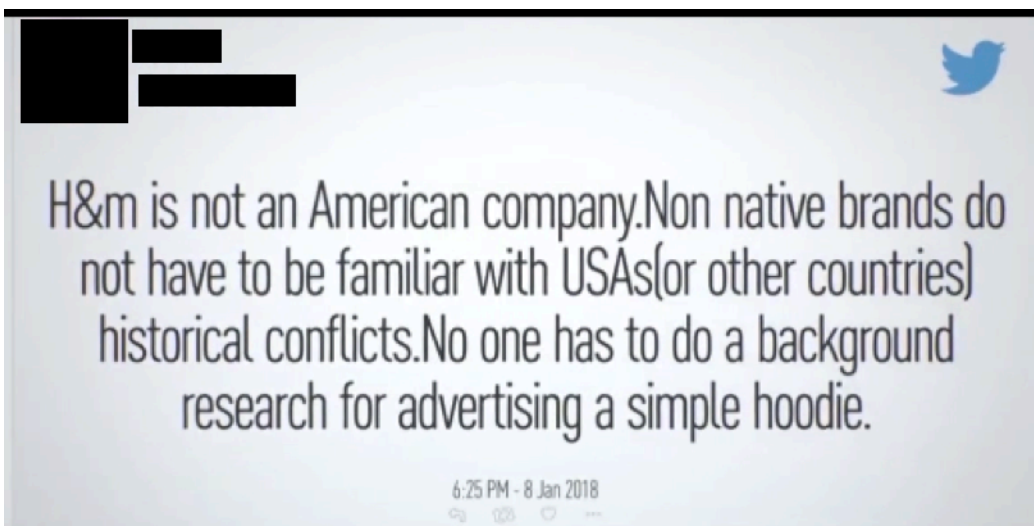 H&m is not an American company.Non native brands do
not have to be familiar with USAs(or other countries)
historical conflicts.No one has to do a background
research for advertising a simple hoodie.
6:25 PM - 8 Jan 2018